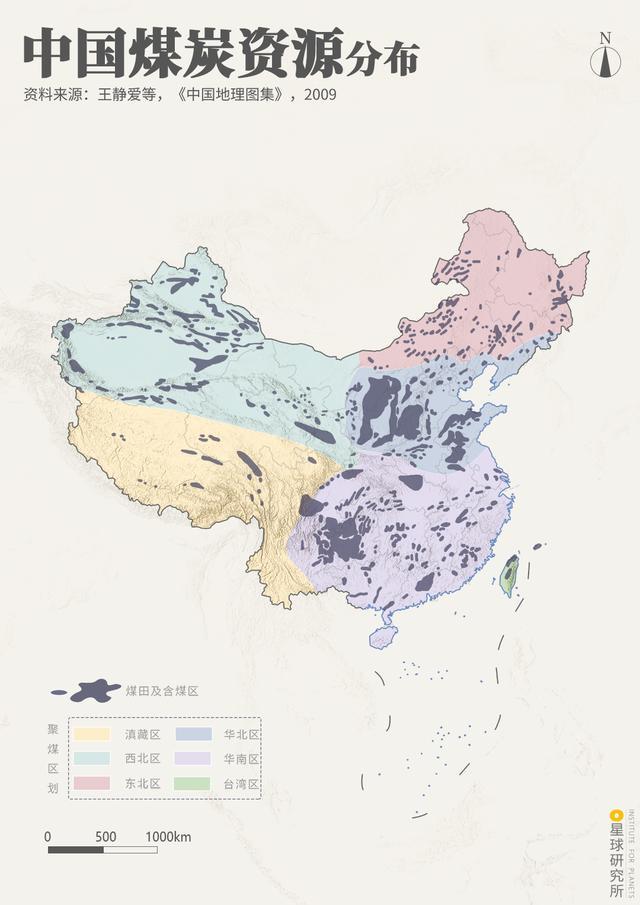 中国煤炭资源分布
N
资料来源：王静爱等，《中国地理图集》，2009
煤田及含煤区
聚煤区划
滇藏区
华北区
西北区
华南区
东北区
台湾区
0 500 1000km
星球研究所
INSTITUTE FOR PLANETS